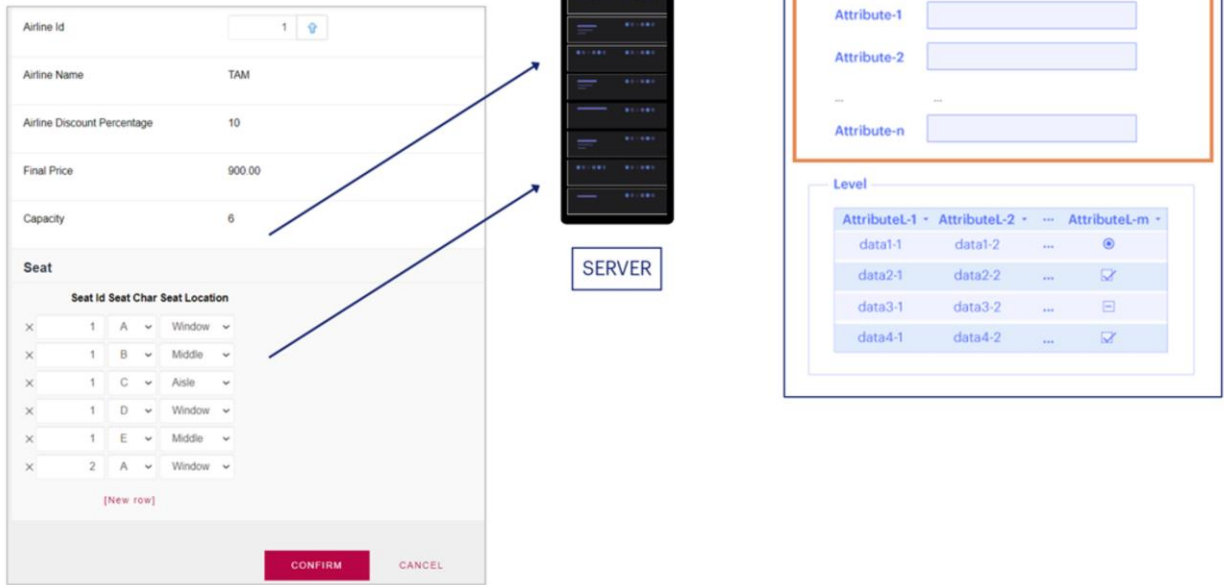 Airline Id 1
Airline Name TAM
Airline Discount Percentage 10
Final Price 900.00
Capacity 6
Seat
Seat Id Seat Char Seat Location
1 A Window
1 B Middle
1 C Aisle
1 D Window
1 E Middle
2 A Window
[New row]
CONFIRM CANCEL
SERVER
Attribute-1
Attribute-2
... ...
Attribute-n
Level
AttributeL-1 AttributeL-2 ... AttributeL-m
data1-1 data1-2 ...
data2-1 data2-2 ...
data3-1 data3-2 ...
data4-1 data4-2 ...